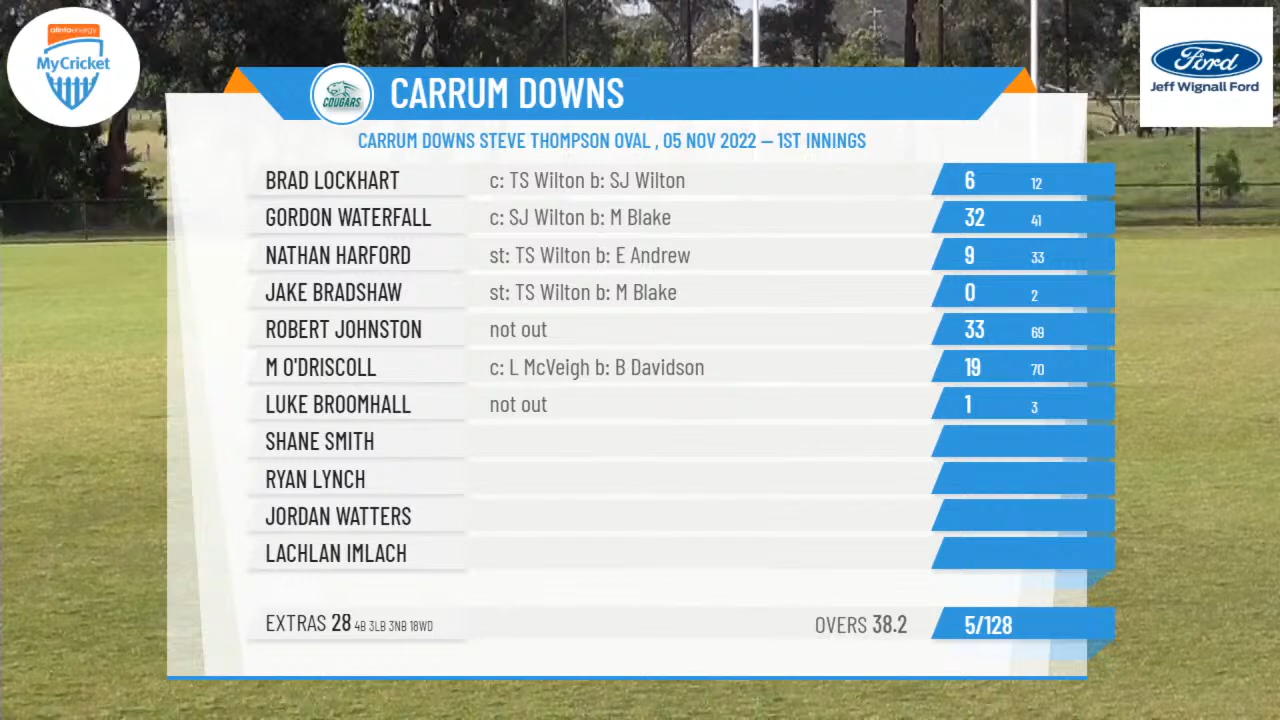 alintaenergy
MyCricket
Ford
Jeff Wignall Ford
COUGARS
CARRUM DOWNS
CARRUM DOWNS STEVE THOMPSON OVAL , 05 NOV 2022 – 1ST INNINGS
BRAD LOCKHART c: TS Wilton b: SJ Wilton 6 12
GORDON WATERFALL c: SJ Wilton b: M Blake 32 41
NATHAN HARFORD st: TS Wilton b: E Andrew 9 33
JAKE BRADSHAW st: TS Wilton b: M Blake 0 2
ROBERT JOHNSTON not out 33 69
M O'DRISCOLL c: L McVeigh b: B Davidson 19 70
LUKE BROOMHALL not out 1 3
SHANE SMITH
RYAN LYNCH
JORDAN WATTERS
LACHLAN IMLACH
EXTRAS 28 4B 3LB 3NB 18WD OVERS 38.2 5/128